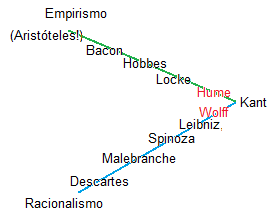 Empirismo
(Aristóteles!)
Bacon
Hobbes
Locke
Hume
Kant
Wolff
Leibniz,
Spinoza
Malebranche
Descartes
Racionalismo